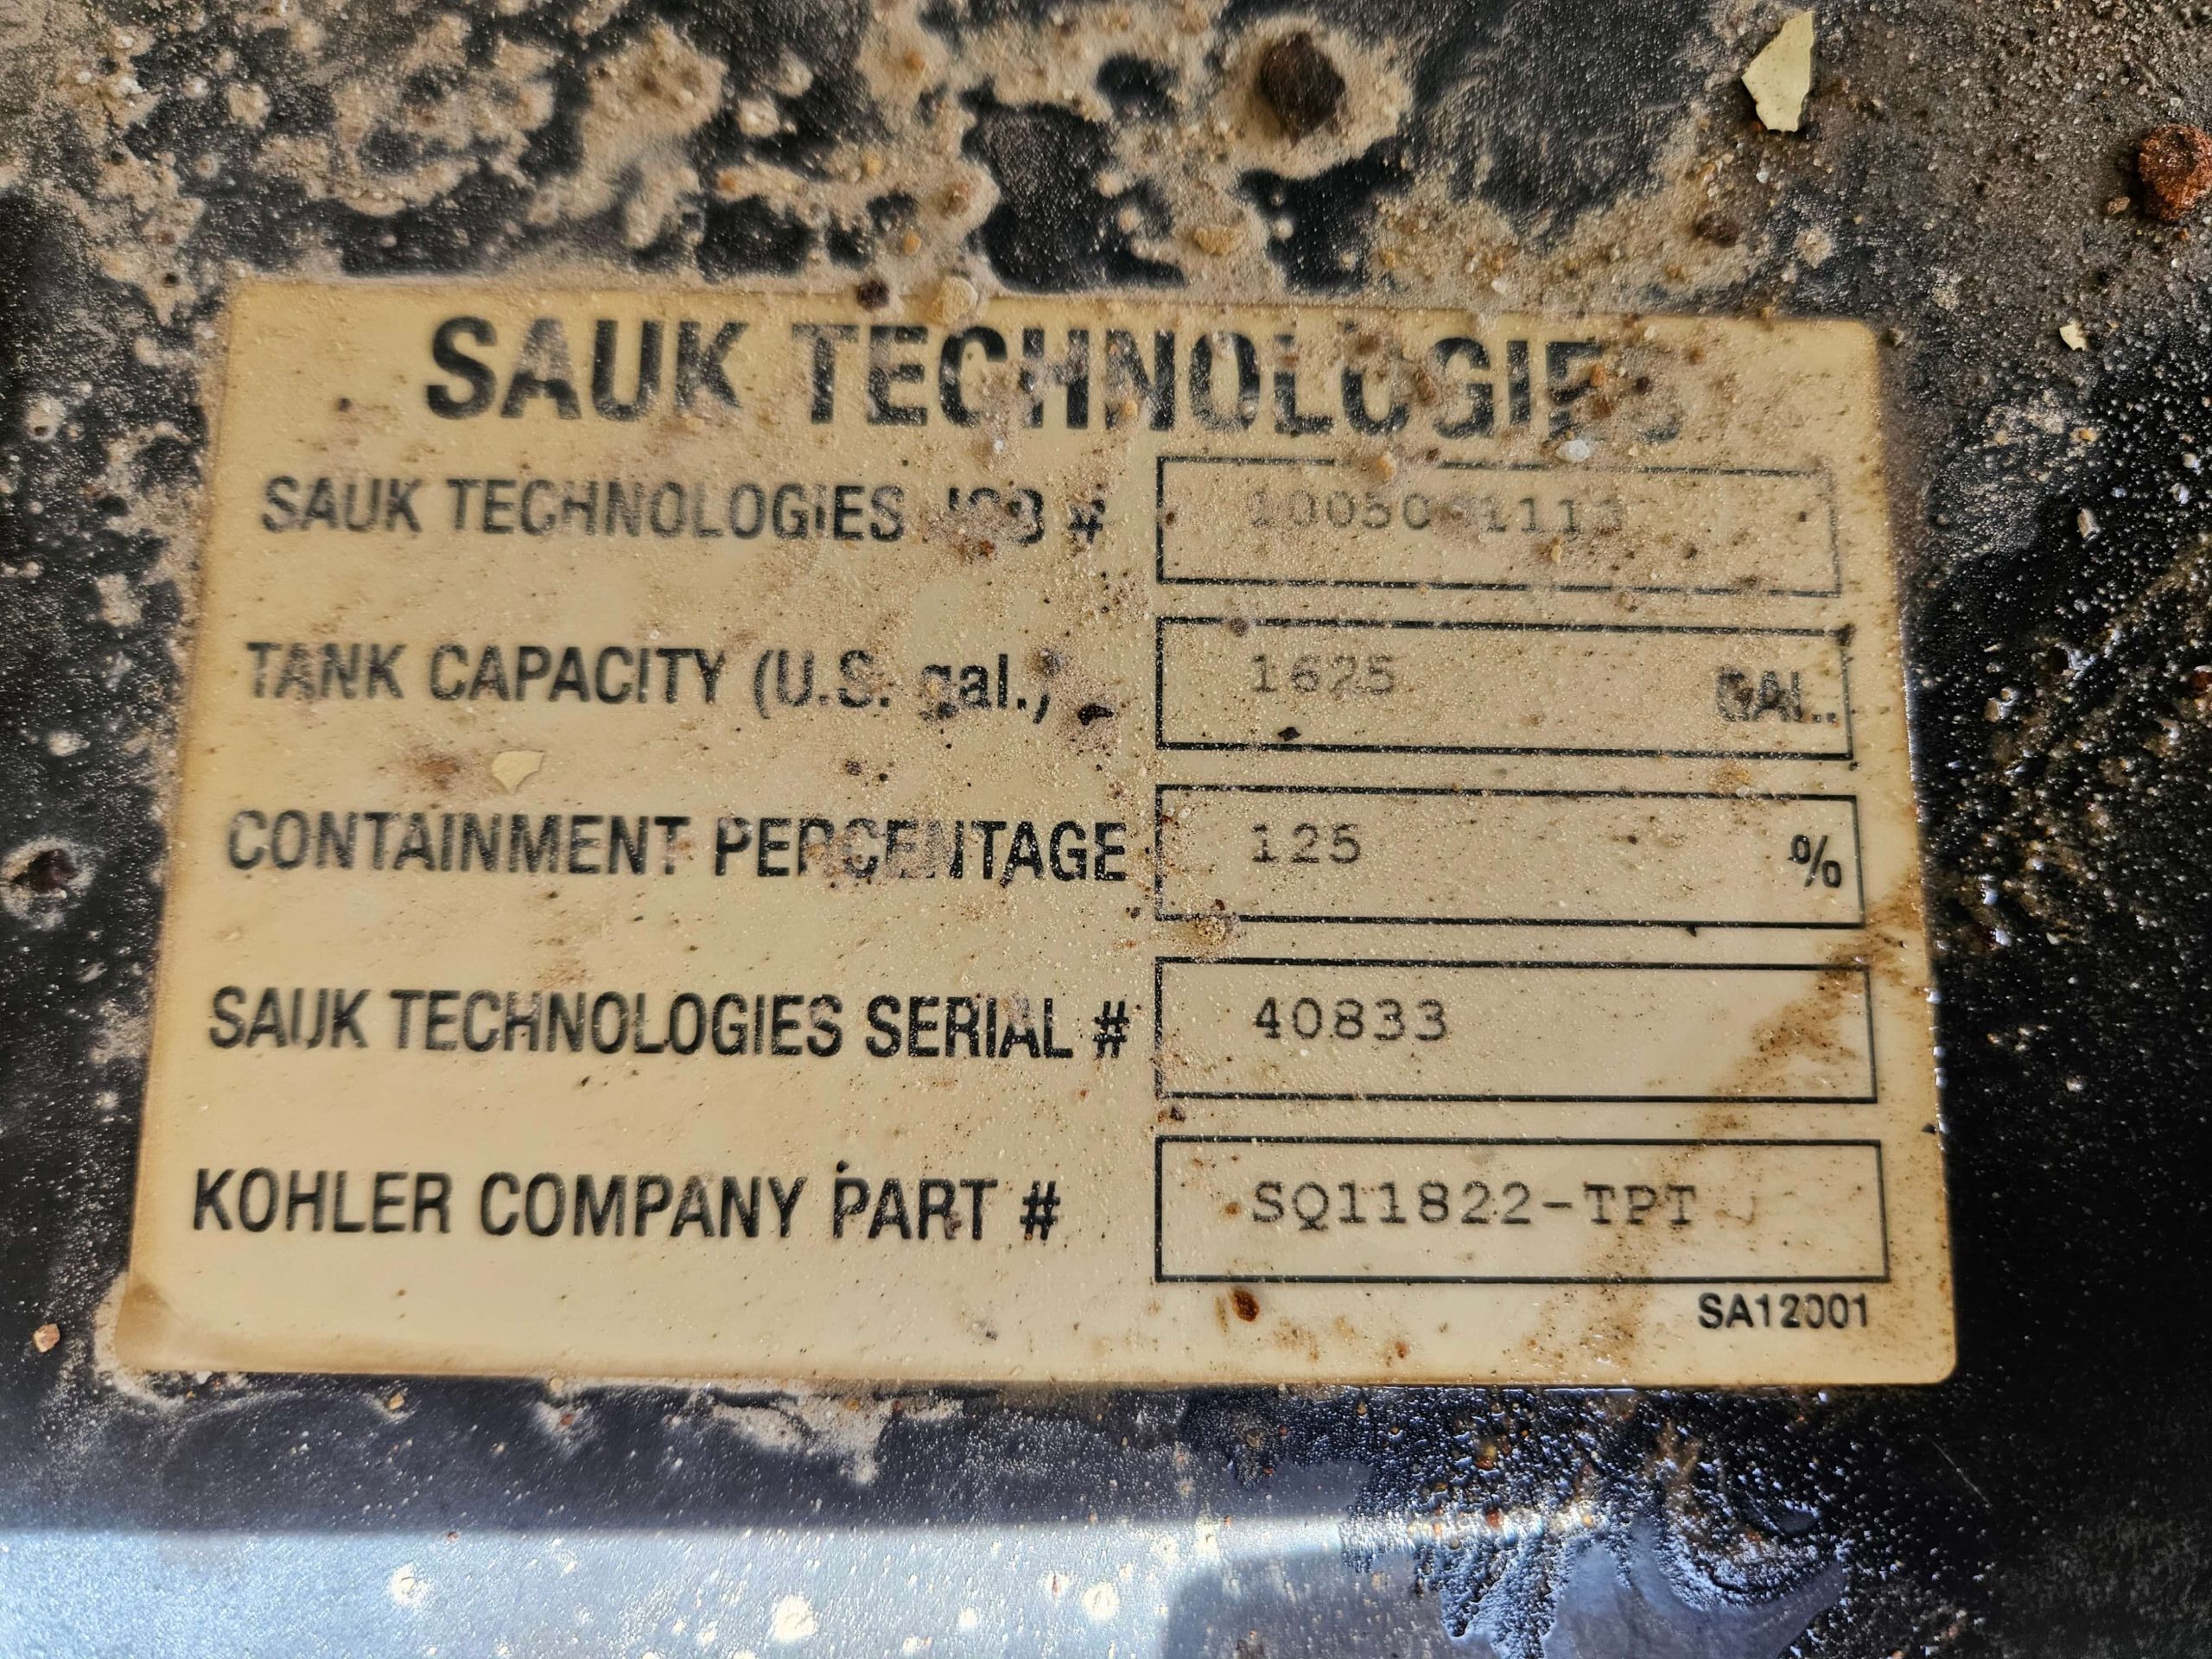 SAUK TECHNOLOGIES
SAUK TECHNOLOGIES JOB #
TANK CAPACITY (U.S. gal.) 1625 GAL.
CONTAINMENT PERCENTAGE 125 %
SAUK TECHNOLOGIES SERIAL # 40833
KOHLER COMPANY PART # SQ11822-TPT
SA12001